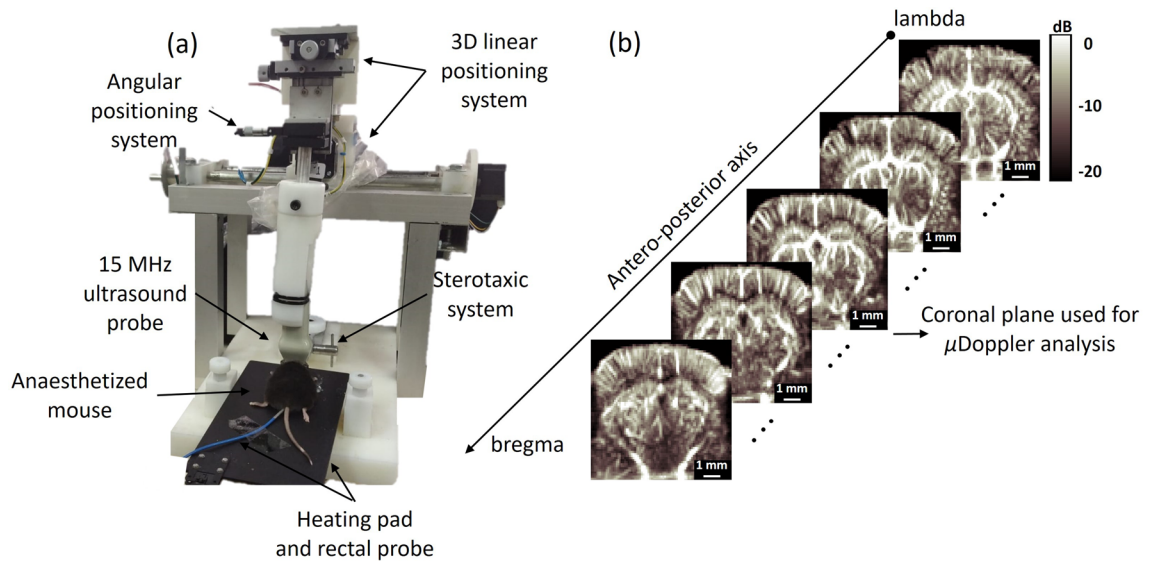 (a)
3D linear
positioning
system
Angular
positioning
system
15 MHz
ultrasound
probe
Sterotaxic
system
Anaesthetized
mouse
Heating pad
and rectal probe
(b)
lambda
Antero-posterior axis
bregma
dB
0
-10
-20
1 mm
1 mm
1 mm
1 mm
1 mm
Coronal plane used for
μDoppler analysis